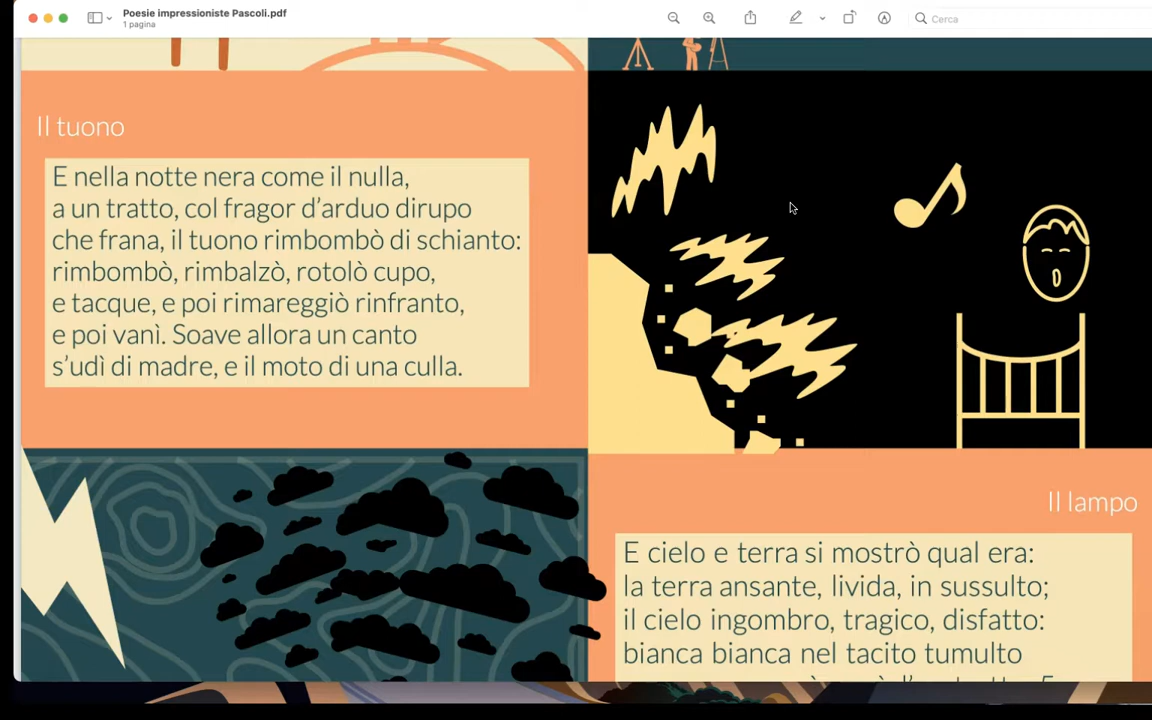 Poesie impressioniste Pascoli.pdf
1 pagina
Cerca
Il tuono
E nella notte nera come il nulla,
a un tratto, col fragor d’arduo dirupo
che frana, il tuono rimbombò di schianto:
rimbombò, rimbalzò, rotolò cupo,
e tacque, e poi rimareggiò rinfranto,
e poi vanì. Soave allora un canto
s’udì di madre, e il moto di una culla.
Il lampo
E cielo e terra si mostrò qual era:
la terra ansante, livida, in sussulto;
il cielo ingombro, tragico, disfatto:
bianca bianca nel tacito tumulto